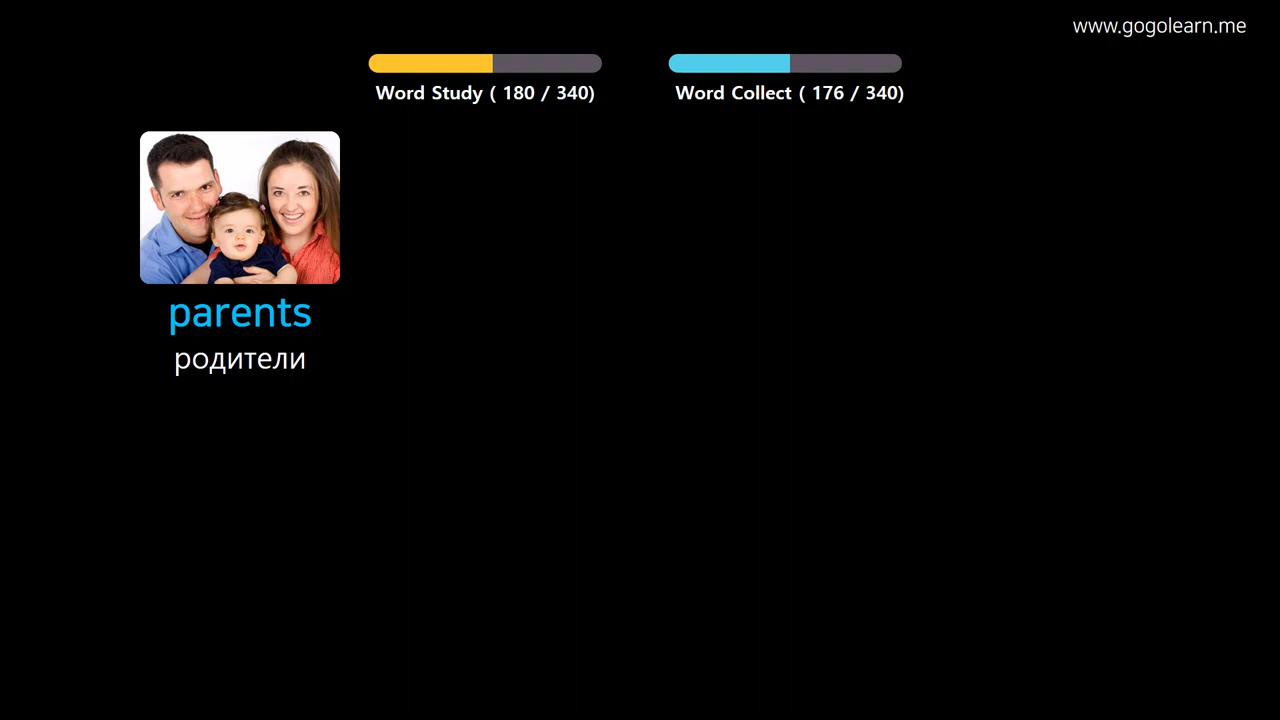 www.gogolearn.me
Word Study ( 180 / 340)
Word Collect ( 176 / 340)
parents
родители